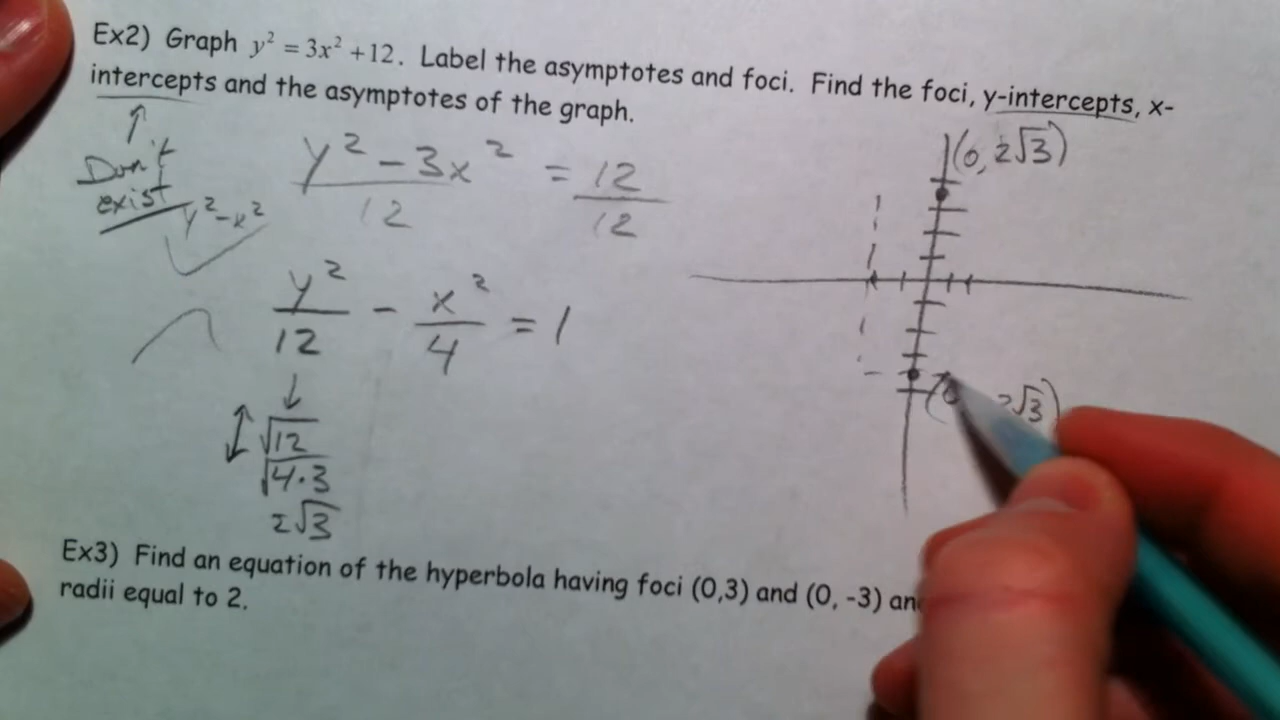 Ex2) Graph y² = 3x² + 12. Label the asymptotes and foci. Find the foci, y-intercepts, x-
intercepts and the asymptotes of the graph.
Don't
exist
y² - x²
y² - 3x² = 12
12 12
y² / 12 - x² / 4 = 1
√12
√4·3
2√3
(0, 2√3)
2√3)
Ex3) Find an equation of the hyperbola having foci (0,3) and (0, -3) an
radii equal to 2.